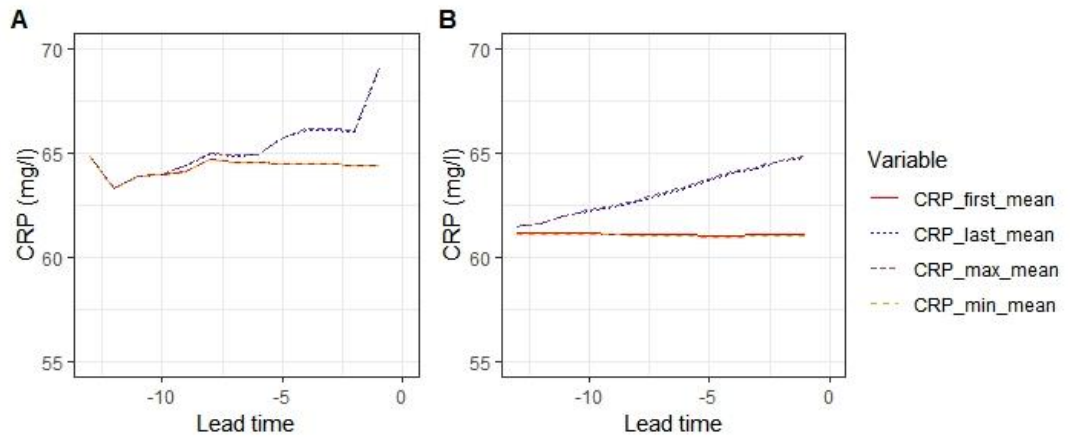 A
B
70
65
60
55
CRP (mg/l)
-10
-5
0
Lead time
70
65
60
55
CRP (mg/l)
-10
-5
0
Lead time
Variable
CRP_first_mean
CRP_last_mean
CRP_max_mean
CRP_min_mean